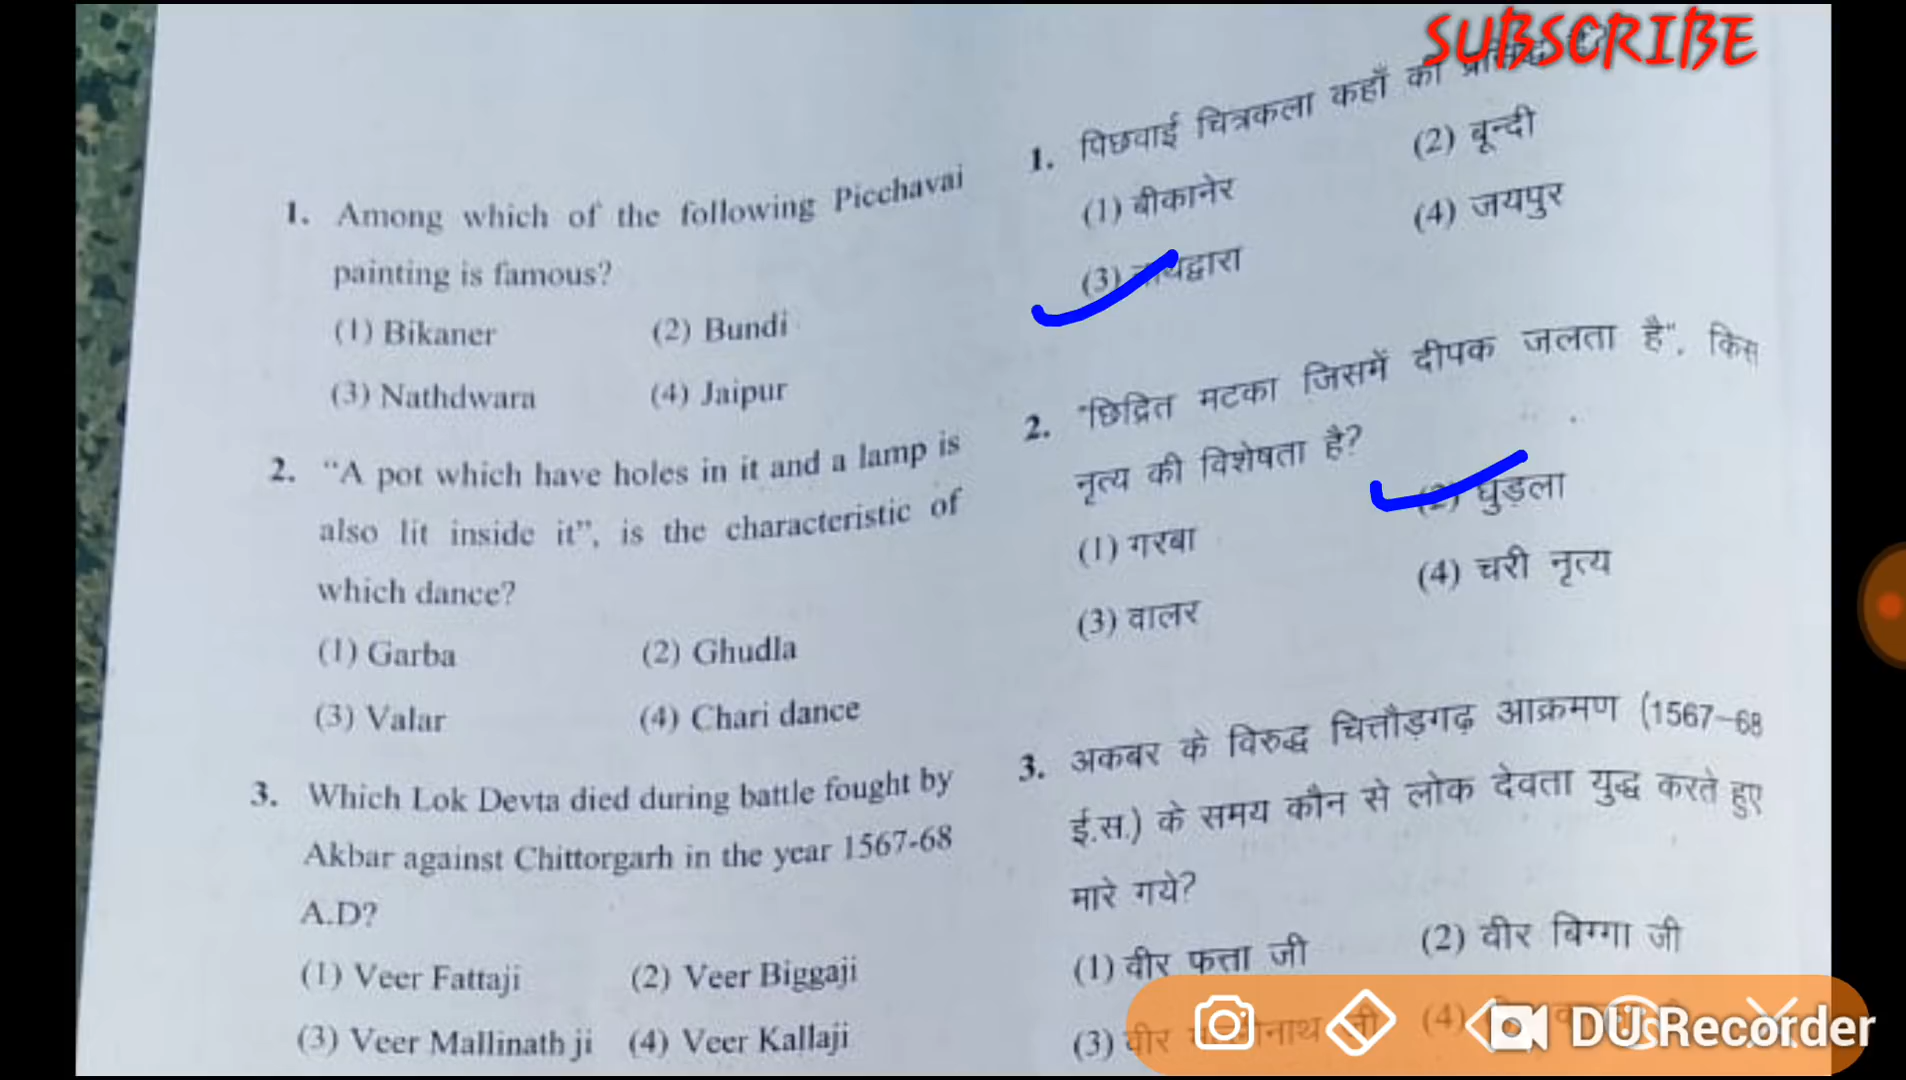 SUBSCRIBE
1. Among which of the following Picchavai
painting is famous?
(1) Bikaner (2) Bundi
(3) Nathdwara (4) Jaipur
2. "A pot which have holes in it and a lamp is
also lit inside it", is the characteristic of
which dance?
(1) Garba (2) Ghudla
(3) Valar (4) Chari dance
3. Which Lok Devta died during battle fought by
Akbar against Chittorgarh in the year 1567-68
A.D?
(1) Veer Fattaji (2) Veer Biggaji
(3) Veer Mallinath ji (4) Veer Kallaji
1. पिछवाई चित्रकला कहाँ की प्रसिद्ध है?
(1) बीकानेर (2) बून्दी
(3) नाथद्वारा (4) जयपुर
2. "छिद्रित मटका जिसमें दीपक जलता है", किस
नृत्य की विशेषता है?
(1) गरबा (2) घुड़ला
(3) वालर (4) चरी नृत्य
3. अकबर के विरुद्ध चित्तौड़गढ़ आक्रमण (1567-68
ई.स.) के समय कौन से लोक देवता युद्ध करते हुए
मारे गये?
(1) वीर फत्ता जी (2) वीर बिग्गा जी
(3) वीर (4)
DU Recorder